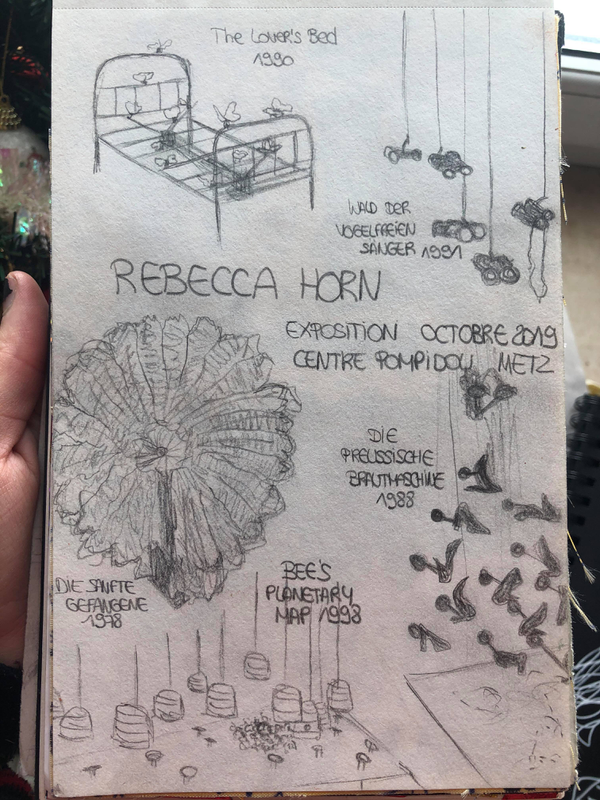 The Lover's Bed
1990
WALD DER
VOGELFREIEN
SANGER 1991
REBECCA HORN
EXPOSITION OCTOBRE 2019
CENTRE POMPIDOU METZ
DIE
PREUSSISCHE
BRAUTMASCHINE
1988
DIE SANFTE
GEFANGENE
1978
BEE'S
PLANETARY
MAP 1998